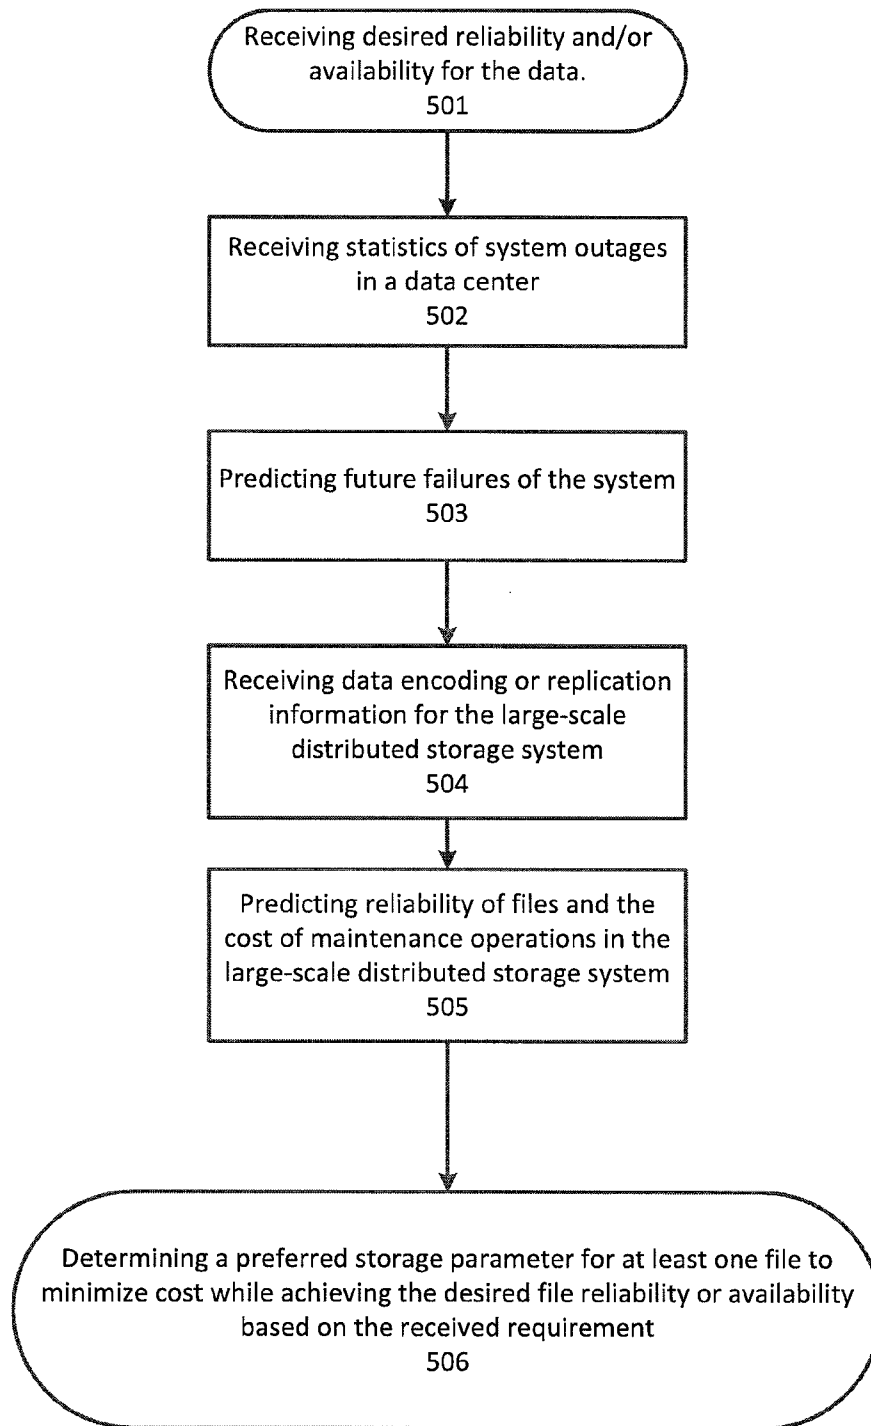 Receiving desired reliability and/or
availability for the data.
501
Receiving statistics of system outages
in a data center
502
Predicting future failures of the system
503
Receiving data encoding or replication
information for the large-scale
distributed storage system
504
Predicting reliability of files and the
cost of maintenance operations in the
large-scale distributed storage system
505
Determining a preferred storage parameter for at least one file to
minimize cost while achieving the desired file reliability or availability
based on the received requirement
506